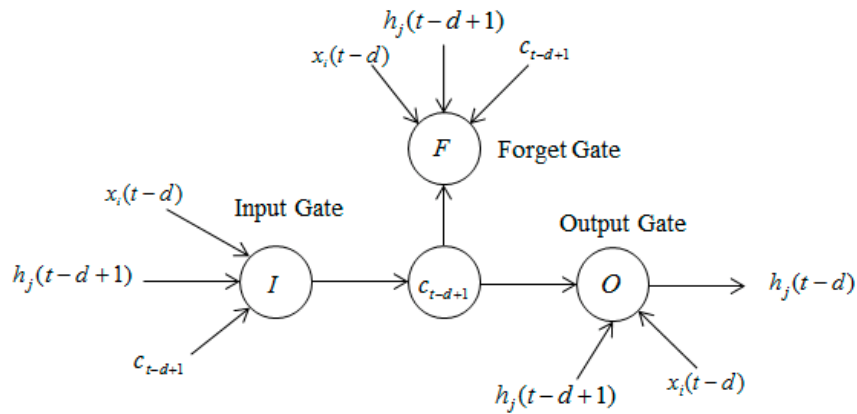 h_j(t−d+1)
x_i(t−d)
c_{t−d+1}
F
Forget Gate
x_i(t−d)
Input Gate
Output Gate
h_j(t−d+1)
I
c_{t−d+1}
O
h_j(t−d)
c_{t−d+1}
h_j(t−d+1)
x_i(t−d)